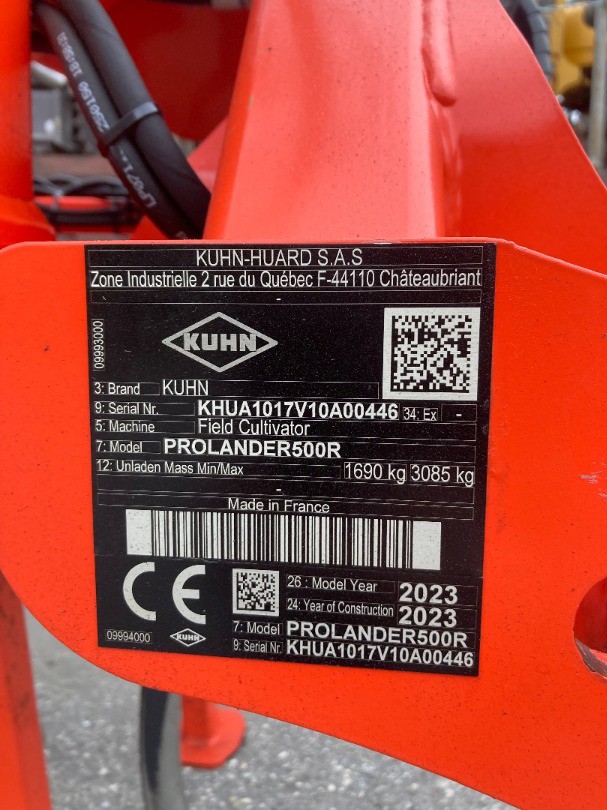 KUHN-HUARD S.A.S
Zone Industrielle 2 rue du Québec F-44110 Châteaubriant
-
09993000
KUHN
3: Brand KUHN
9: Serial Nr. KHUA1017V10A00446 34: Ex -
5: Machine Field Cultivator
7: Model PROLANDER500R
12: Unladen Mass Min/Max 1690 kg 3085 kg
-
Made in France
CE
26 : Model Year 2023
24: Year of Construction 2023
09994000 KUHN 7: Model PROLANDER500R
9: Serial Nr. KHUA1017V10A00446